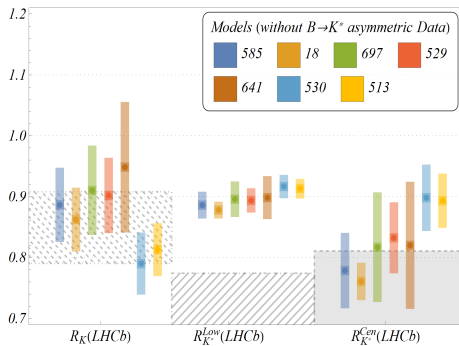 1.2
1.1
1.0
0.9
0.8
0.7
Models (without B→K* asymmetric Data)
585 18 697 529
641 530 513
R_K(LHCb) R_{K*}^{Low}(LHCb) R_{K*}^{pCen}(LHCb)